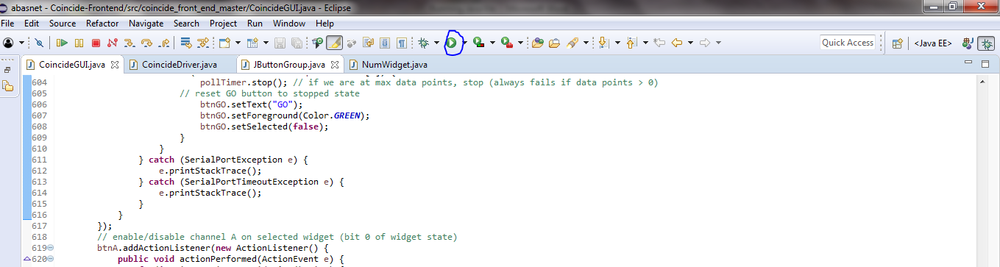 abasnet - Coincide-Frontend/src/coincide_front_end_master/CoincideGUI.java - Eclipse
File Edit Source Refactor Navigate Search Project Run Window Help
Quick Access <Java EE>
CoincideGUI.java CoincideDriver.java JButtonGroup.java NumWidget.java
604 pollTimer.stop(); // if we are at max data points, stop (always fails if data points > 0)
605 // reset GO button to stopped state
606 btnGO.setText("GO");
607 btnGO.setForeground(Color.GREEN);
608 btnGO.setSelected(false);
609 }
610 }
611 } catch (SerialPortException e) {
612 e.printStackTrace();
613 } catch (SerialPortTimeoutException e) {
614 e.printStackTrace();
615 }
616 }
617 });
618 // enable/disable channel A on selected widget (bit 0 of widget state)
619 btnA.addActionListener(new ActionListener() {
620 public void actionPerformed(ActionEvent e) {